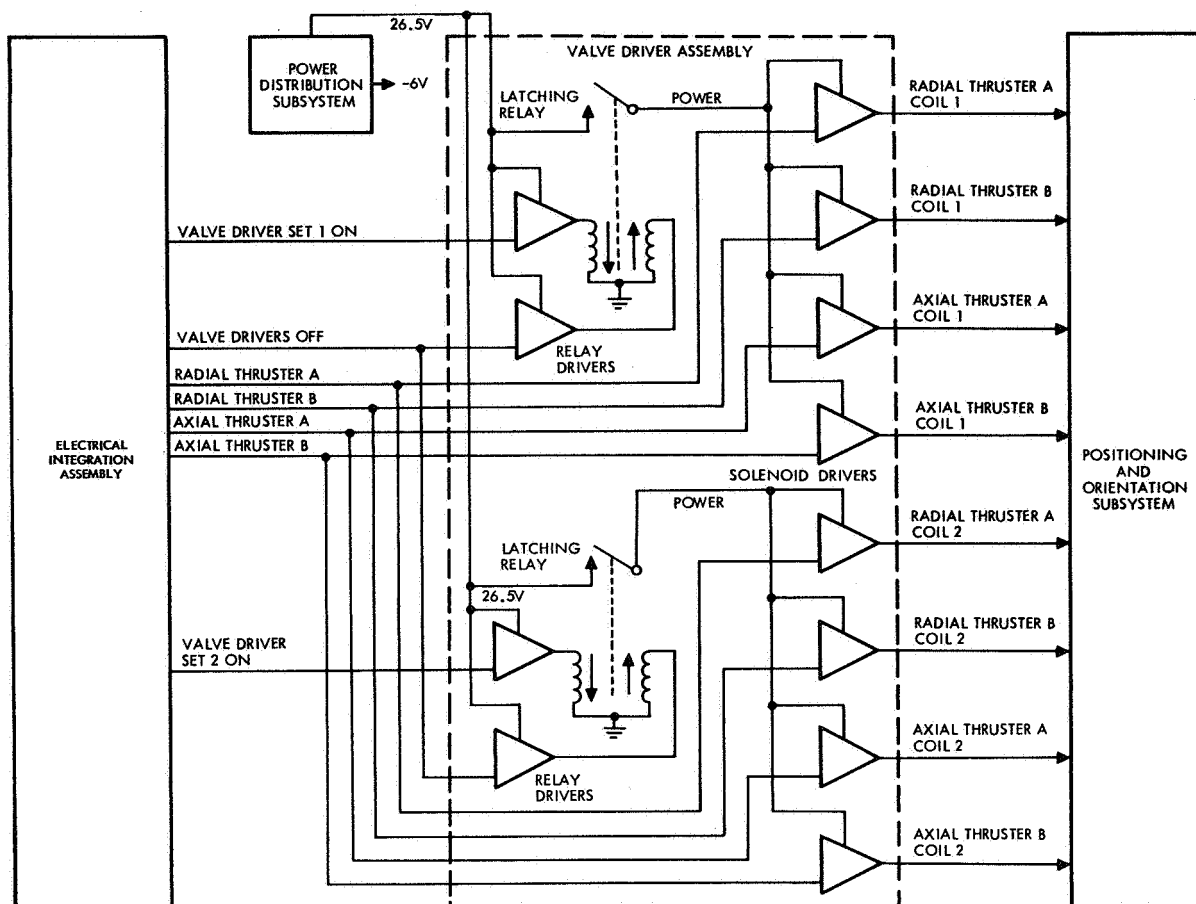 26.5V
VALVE DRIVER ASSEMBLY
POWER
DISTRIBUTION
SUBSYSTEM
-6V
LATCHING
RELAY
POWER
RADIAL THRUSTER A
COIL 1
RADIAL THRUSTER B
COIL 1
VALVE DRIVER SET 1 ON
AXIAL THRUSTER A
COIL 1
VALVE DRIVERS OFF
RELAY
DRIVERS
RADIAL THRUSTER A
RADIAL THRUSTER B
AXIAL THRUSTER A
AXIAL THRUSTER B
AXIAL THRUSTER B
COIL 1
ELECTRICAL
INTEGRATION
ASSEMBLY
POSITIONING
AND
ORIENTATION
SUBSYSTEM
SOLENOID DRIVERS
POWER
RADIAL THRUSTER A
COIL 2
LATCHING
RELAY
26.5V
RADIAL THRUSTER B
COIL 2
VALVE DRIVER
SET 2 ON
AXIAL THRUSTER A
COIL 2
RELAY
DRIVERS
AXIAL THRUSTER B
COIL 2